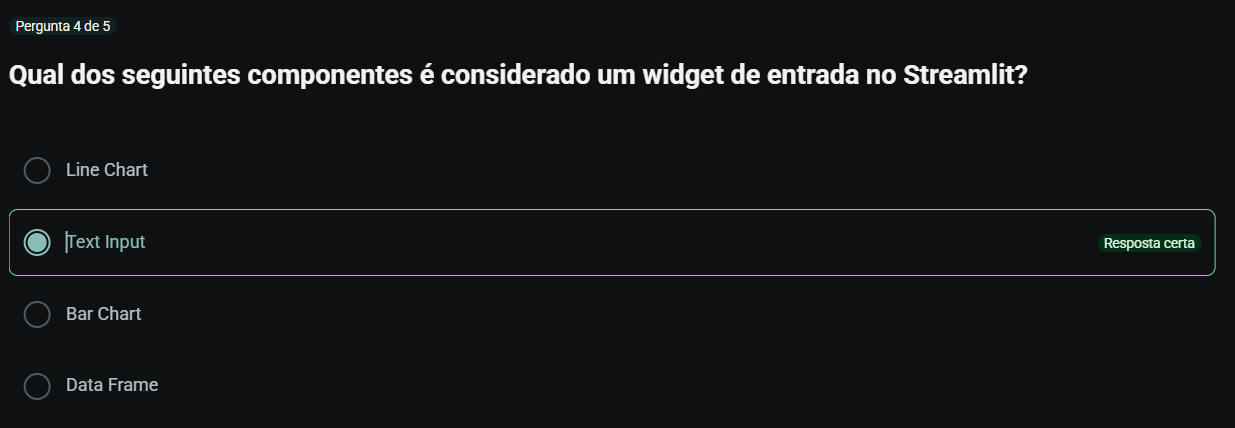 Pergunta 4 de 5
Qual dos seguintes componentes é considerado um widget de entrada no Streamlit?
Line Chart
Text Input
Resposta certa
Bar Chart
Data Frame